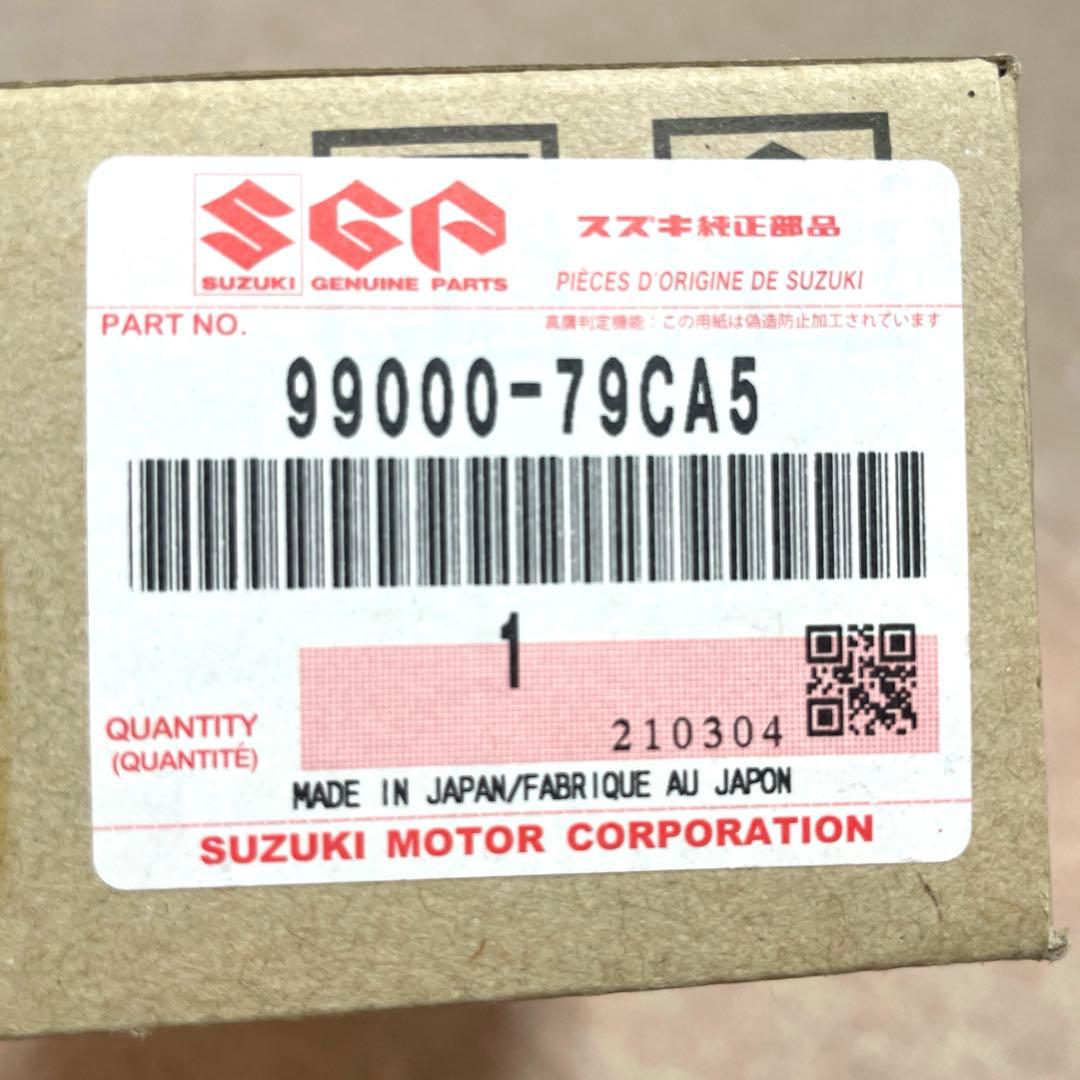 SGP
スズキ純正部品
SUZUKI GENUINE PARTS
PIÈCES D'ORIGINE DE SUZUKI
PART NO.
真贋判定機能：この用紙は偽造防止加工されています
99000-79CA5
1
210304
QUANTITY
(QUANTITÉ)
MADE IN JAPAN/FABRIQUE AU JAPON
SUZUKI MOTOR CORPORATION